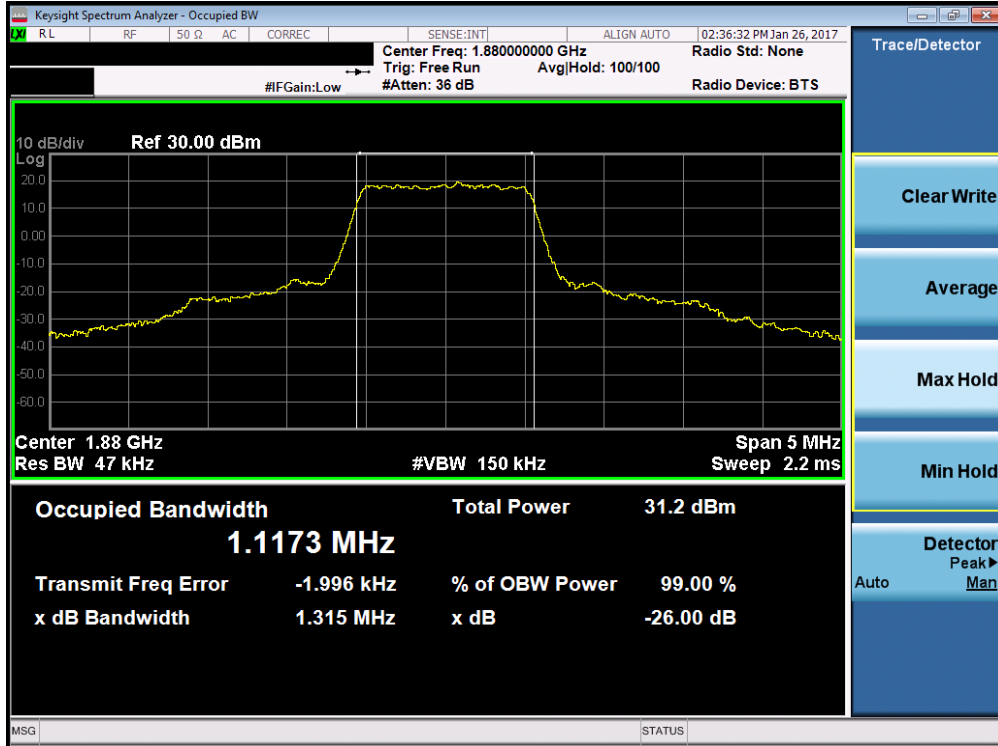 Keysight Spectrum Analyzer - Occupied BW
LXI RL RF 50 Ω AC CORREC SENSE:INT ALIGN AUTO 02:36:32 PM Jan 26, 2017
Center Freq: 1.880000000 GHz Radio Std: None
Trig: Free Run Avg|Hold: 100/100
#IFGain:Low #Atten: 36 dB Radio Device: BTS
10 dB/div Ref 30.00 dBm
Log
20.0
10.0
0.00
-10.0
-20.0
-30.0
-40.0
-50.0
-60.0
Center 1.88 GHz Span 5 MHz
Res BW 47 kHz #VBW 150 kHz Sweep 2.2 ms
Occupied Bandwidth Total Power 31.2 dBm
1.1173 MHz
Transmit Freq Error -1.996 kHz % of OBW Power 99.00 %
x dB Bandwidth 1.315 MHz x dB -26.00 dB
MSG STATUS
Trace/Detector
Clear Write
Average
Max Hold
Min Hold
Detector
Peak▶
Auto Man